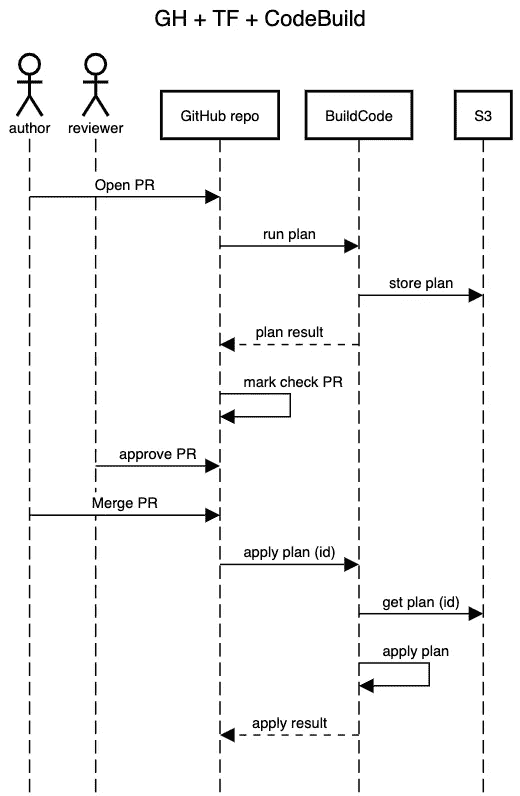 GH + TF + CodeBuild
author
reviewer
GitHub repo
BuildCode
S3
Open PR
run plan
store plan
plan result
mark check PR
approve PR
Merge PR
apply plan (id)
get plan (id)
apply plan
apply result